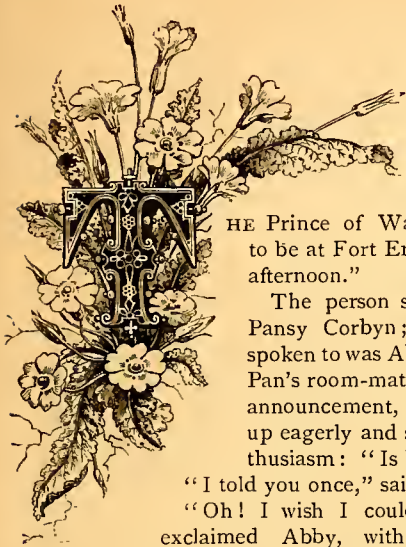 THE Prince of Wa
to be at Fort Er
afternoon.”
The person s
Pansy Corbyn;
spoken to was A
Pan's room-mat
announcement,
up eagerly and s
thusiasm: “Is
“I told you once,” sai
“Oh! I wish I coul
exclaimed Abby, with